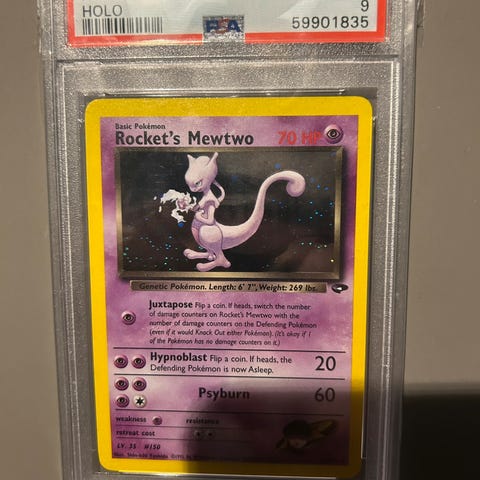 HOLO 9
PSA 59901835
Basic Pokémon
Rocket's Mewtwo 70 HP
Genetic Pokémon. Length: 6' 7", Weight: 269 lbs.
Juxtapose Flip a coin. If heads, switch the number
of damage counters on Rocket's Mewtwo with the
number of damage counters on the Defending Pokémon
(even if it would Knock Out either Pokémon). (It's okay if 1
of the Pokémon has no damage counters on it.)
Hypnoblast Flip a coin. If heads, the 20
Defending Pokémon is now Asleep.
Psyburn 60
weakness resistance
retreat cost
LV. 35 #150